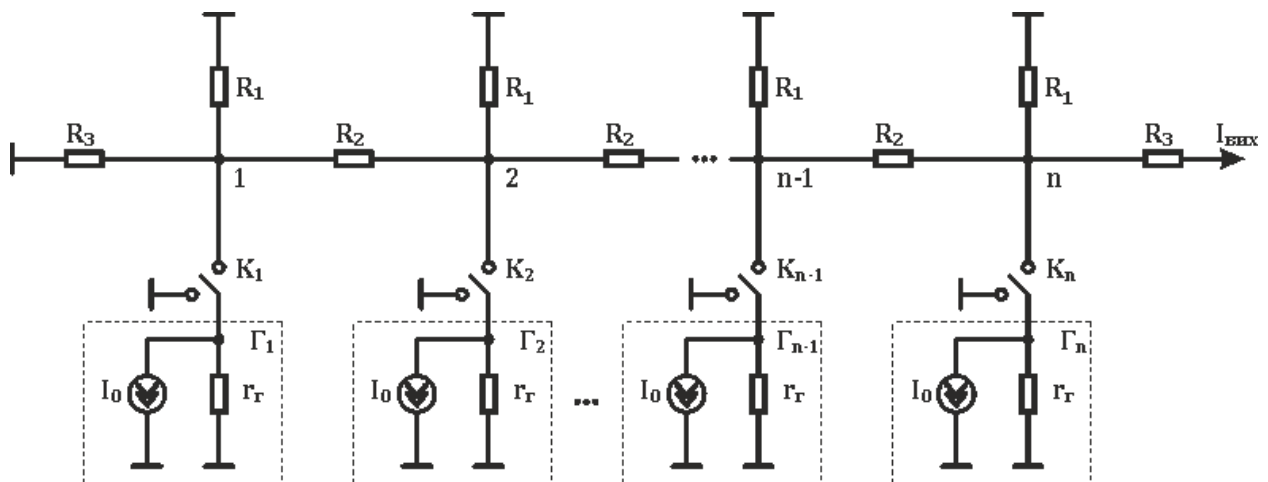 R₁ R₁ R₁ R₁
R₃ R₂ R₂ ... R₂ R₃ Iвих
1 2 n-1 n
K₁ K₂ Kn-1 Kn
Г₁ Г₂ Гn-1 Гn
I₀ rг I₀ rг ... I₀ rг I₀ rг